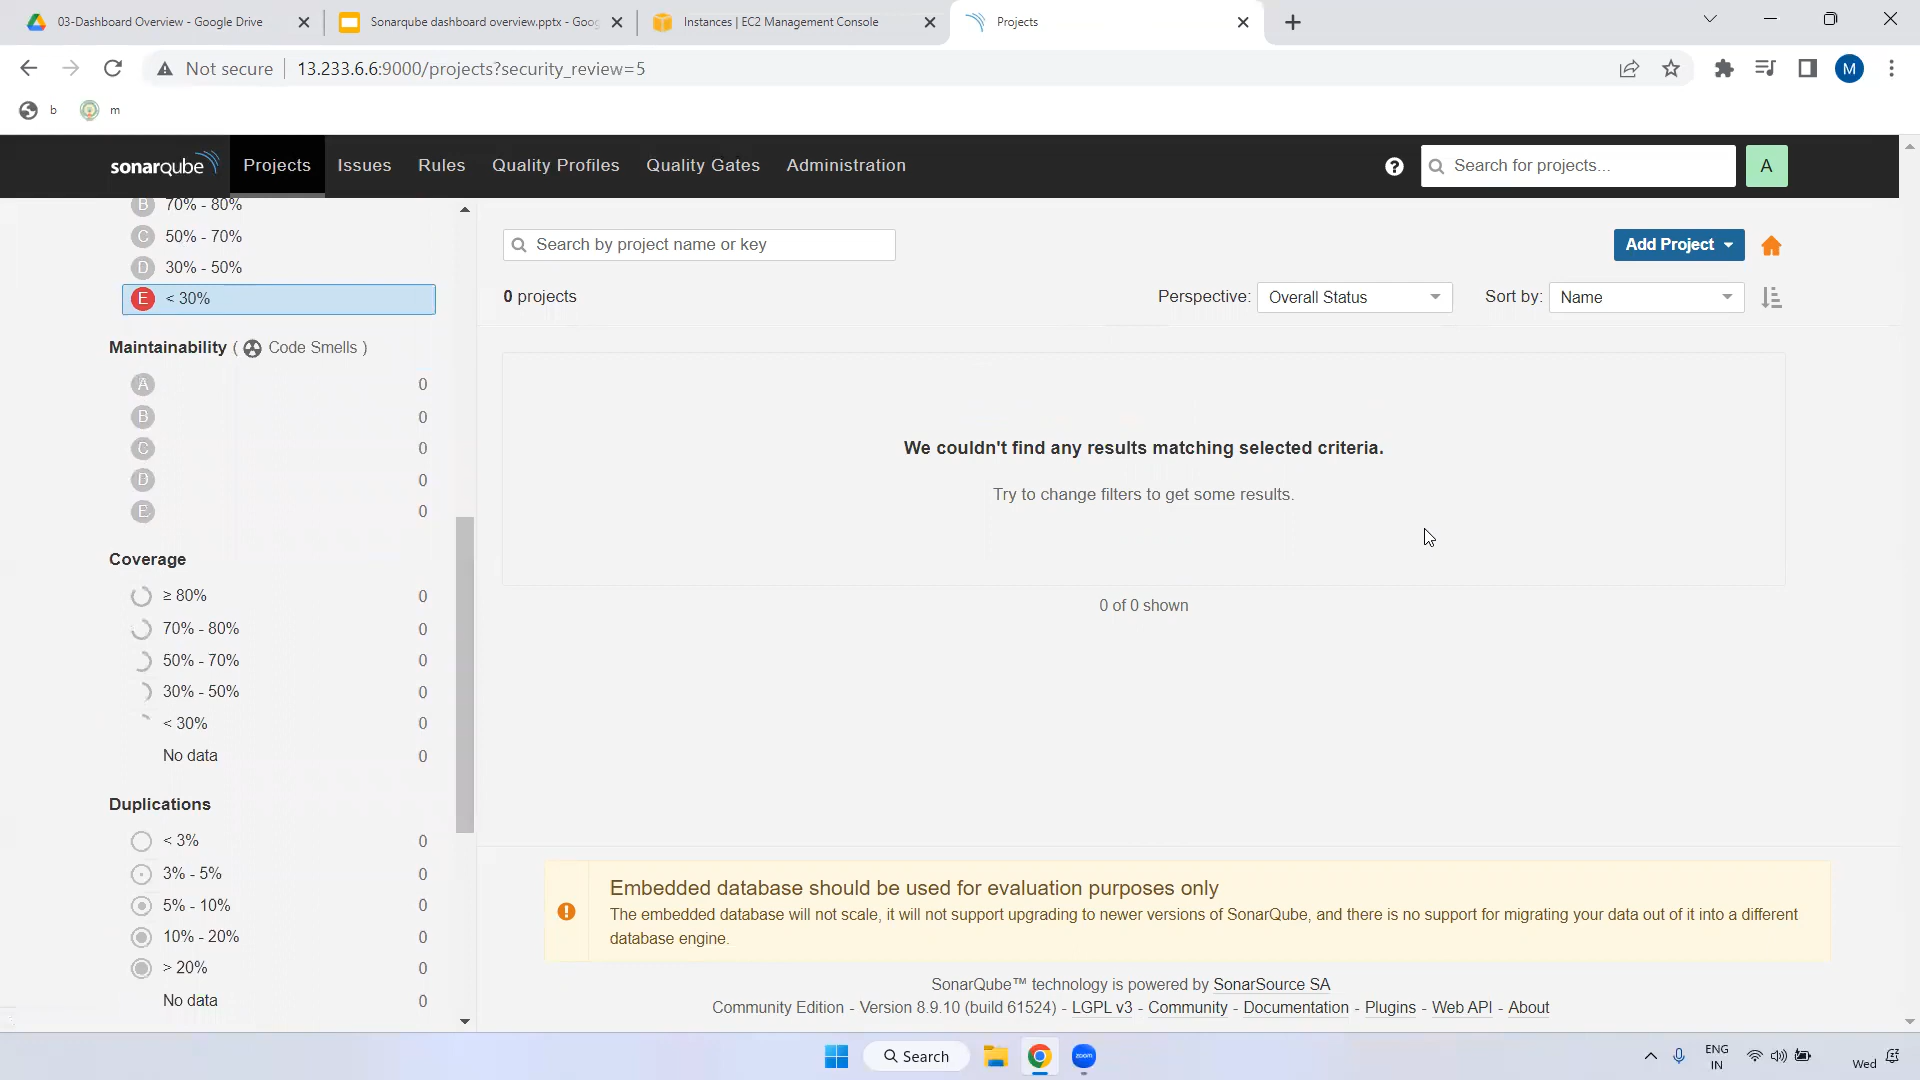 03-Dashboard Overview - Google Drive
Sonarqube dashboard overview.pptx - Goog
Instances | EC2 Management Console
Projects
Not secure
13.233.6.6:9000/projects?security_review=5
M
b
m
sonarqube
Projects
Issues
Rules
Quality Profiles
Quality Gates
Administration
?
Search for projects...
A
B 70% - 80%
C 50% - 70%
D 30% - 50%
E < 30%
Maintainability ( Code Smells )
A 0
B 0
C 0
D 0
E 0
Coverage
≥ 80% 0
70% - 80% 0
50% - 70% 0
30% - 50% 0
< 30% 0
No data 0
Duplications
< 3% 0
3% - 5% 0
5% - 10% 0
10% - 20% 0
> 20% 0
No data 0
Search by project name or key
Add Project
0 projects
Perspective: Overall Status
Sort by: Name
We couldn't find any results matching selected criteria.
Try to change filters to get some results.
0 of 0 shown
Embedded database should be used for evaluation purposes only
The embedded database will not scale, it will not support upgrading to newer versions of SonarQube, and there is no support for migrating your data out of it into a different
database engine.
SonarQube™ technology is powered by SonarSource SA
Community Edition - Version 8.9.10 (build 61524) - LGPL v3 - Community - Documentation - Plugins - Web API - About
Search
zoom
ENG
IN
Wed